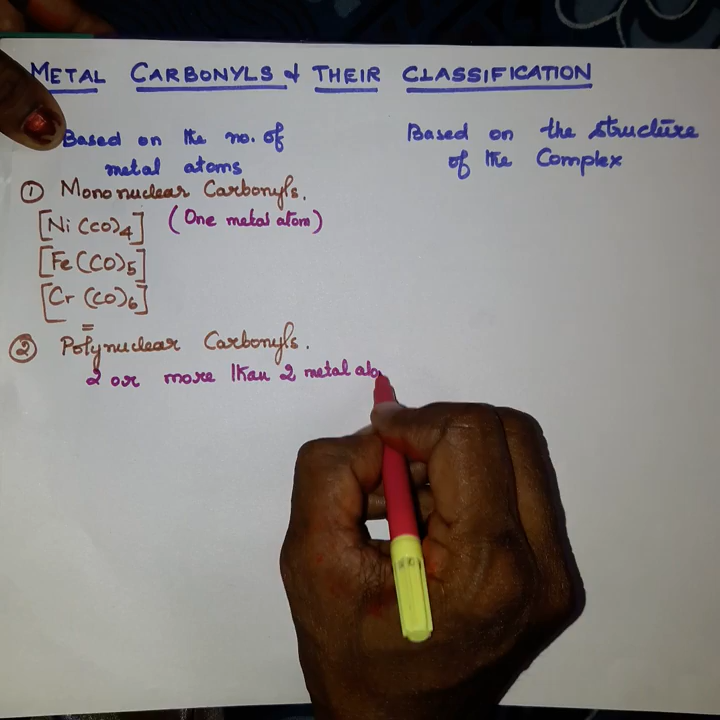 METAL CARBONYLS & THEIR CLASSIFICATION
Based on the no. of
metal atoms
Based on the structure
of the Complex
① Mononuclear Carbonyls.
[Ni(CO)4] (One metal atom)
[Fe(CO)5]
[Cr(CO)6]
② Polynuclear Carbonyls.
2 or more than 2 metal ato